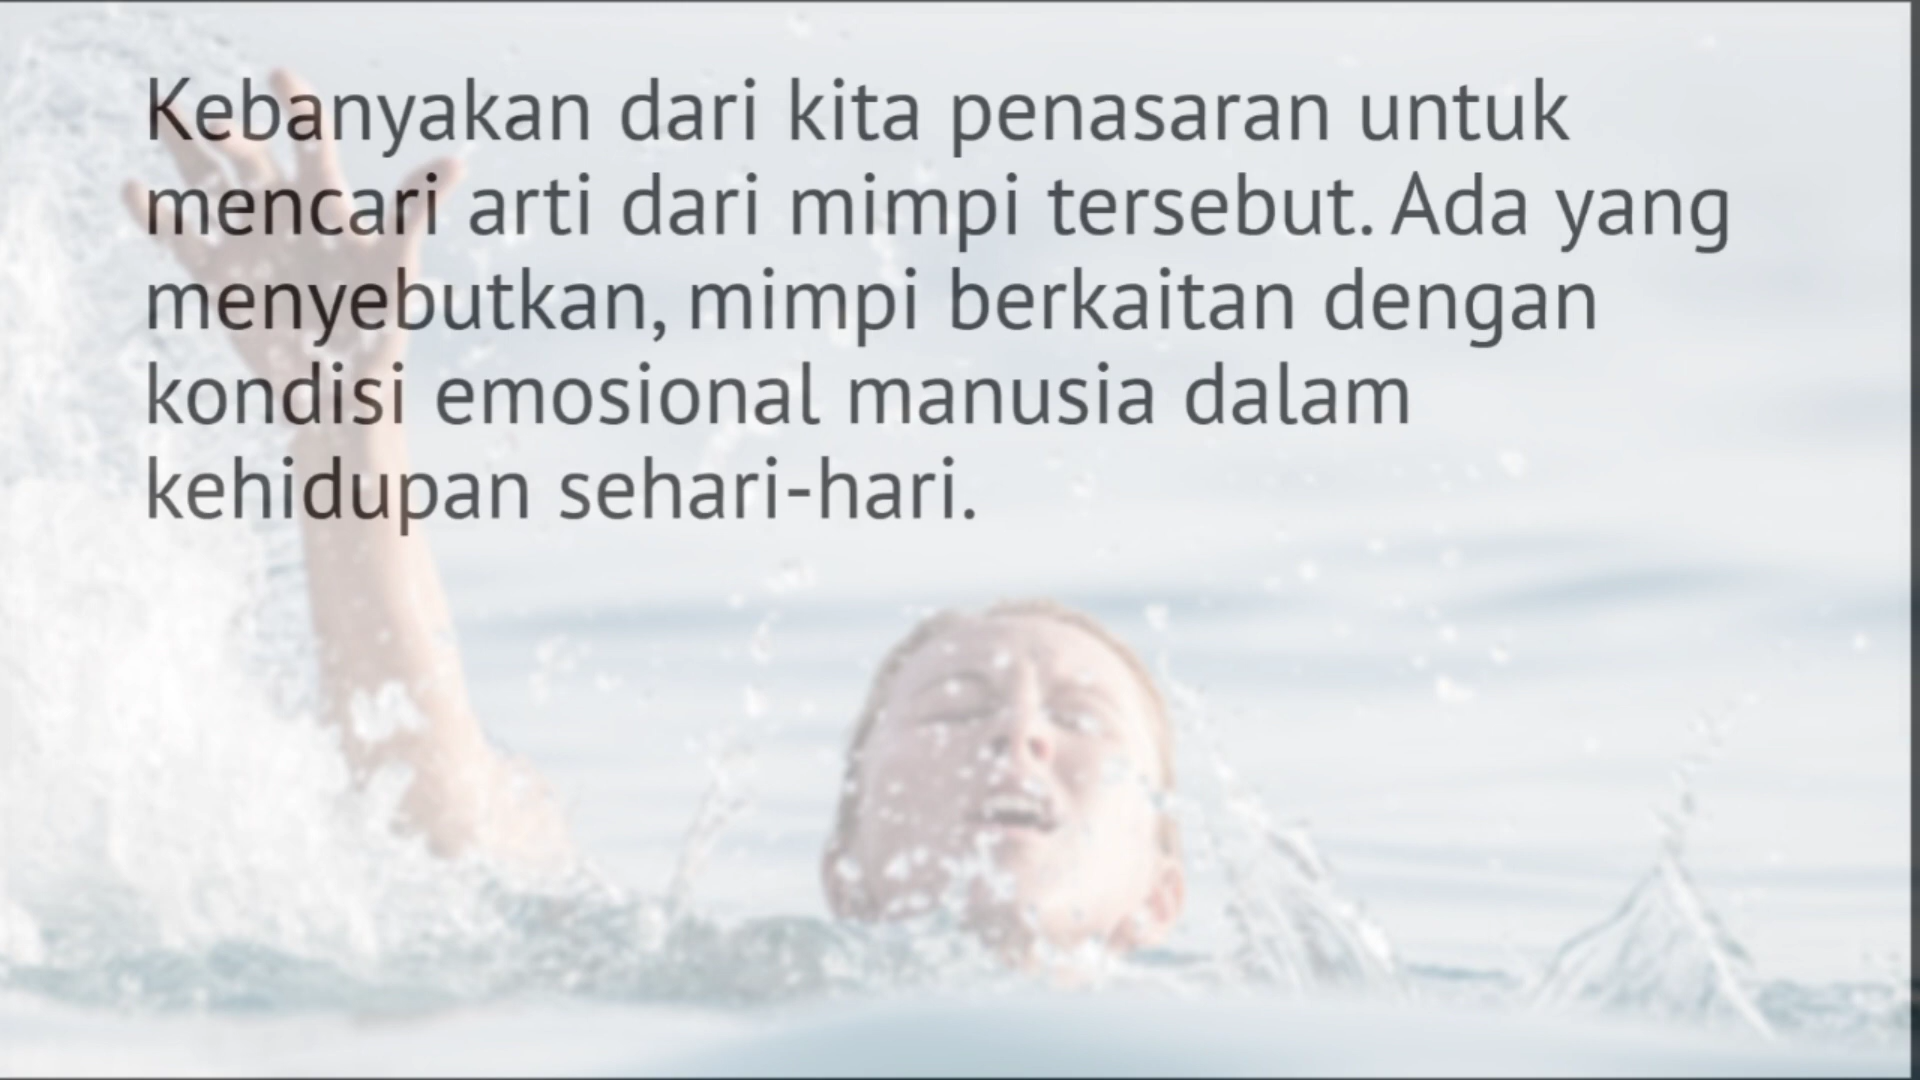 Kebanyakan dari kita penasaran untuk
mencari arti dari mimpi tersebut. Ada yang
menyebutkan, mimpi berkaitan dengan
kondisi emosional manusia dalam
kehidupan sehari-hari.